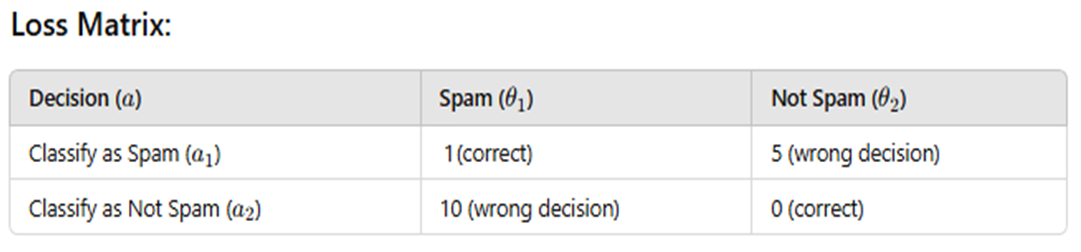 Loss Matrix:
Decision (a) Spam (θ₁) Not Spam (θ₂)
Classify as Spam (a₁) 1(correct) 5 (wrong decision)
Classify as Not Spam (a₂) 10 (wrong decision) 0 (correct)